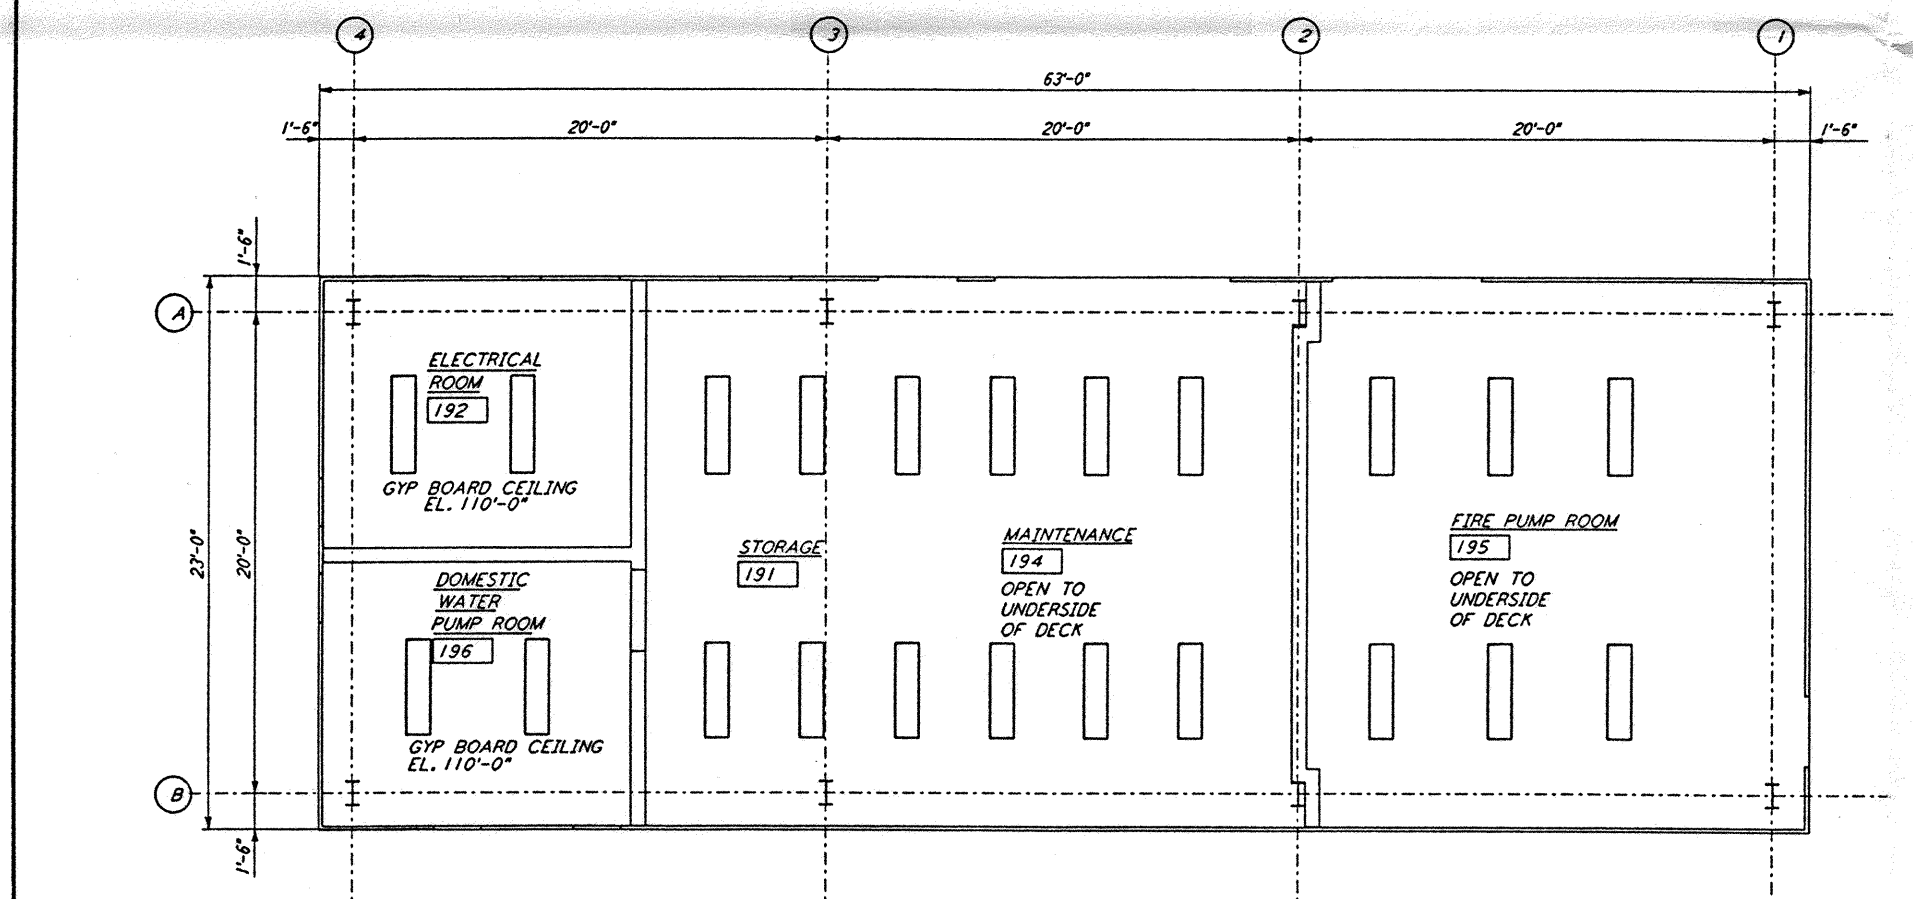 4
3
2
1
63'-0"
1'-6"
20'-0"
20'-0"
20'-0"
1'-6"
1'-6"
A
23'-0"
20'-0"
B
1'-6"
ELECTRICAL
ROOM
192
GYP BOARD CEILING
EL. 110'-0"
DOMESTIC
WATER
PUMP ROOM
196
GYP BOARD CEILING
EL. 110'-0"
STORAGE
191
MAINTENANCE
194
OPEN TO
UNDERSIDE
OF DECK
FIRE PUMP ROOM
195
OPEN TO
UNDERSIDE
OF DECK